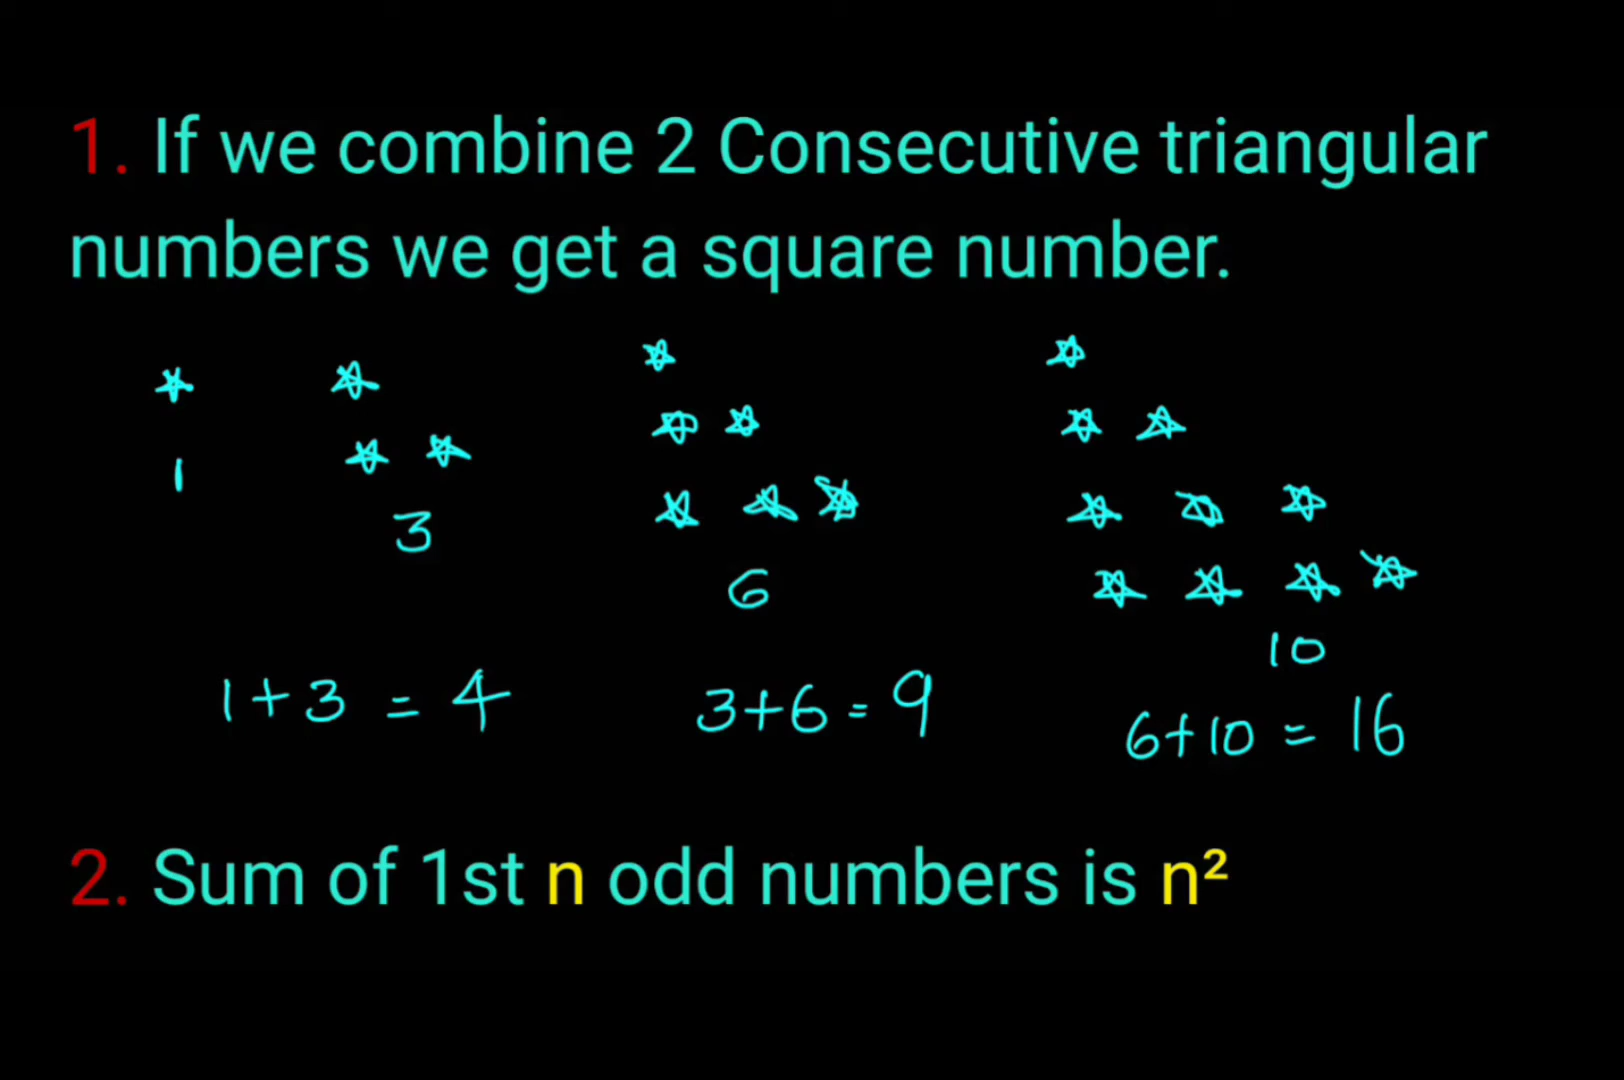 1. If we combine 2 Consecutive triangular
numbers we get a square number.
1
3
6
10
1+3 = 4
3+6 = 9
6+10 = 16
2. Sum of 1st n odd numbers is n²